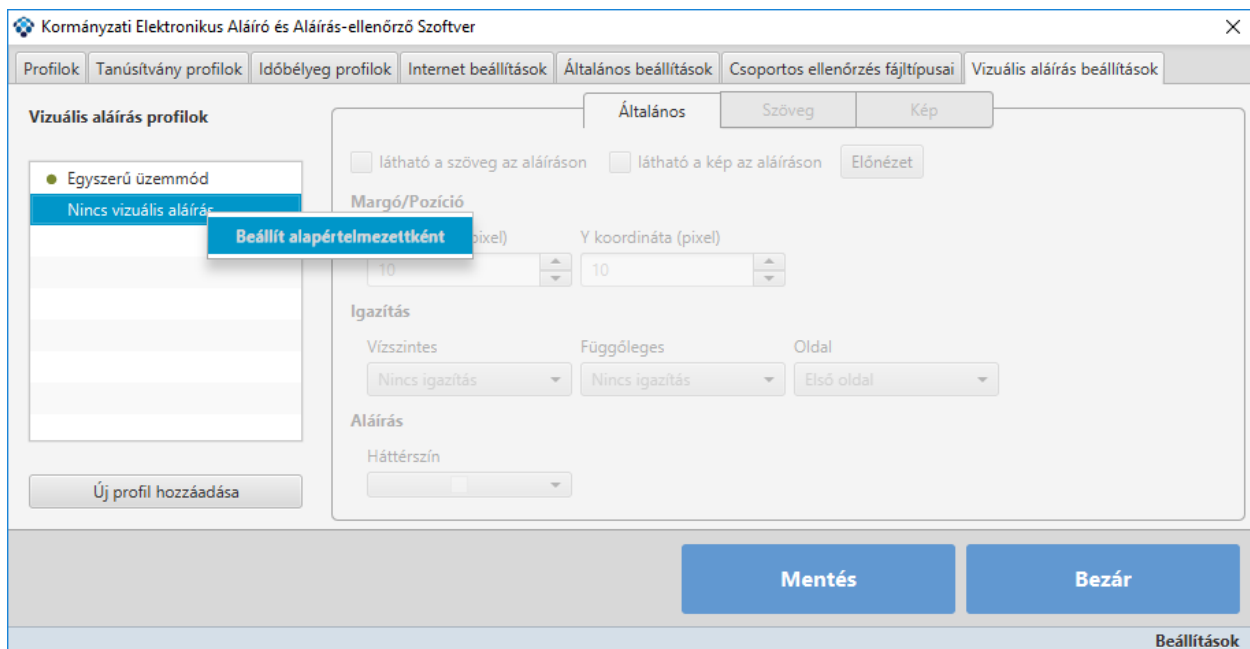 Kormányzati Elektronikus Aláíró és Aláírás-ellenőrző Szoftver
Profilok Tanúsítvány profilok Időbélyeg profilok Internet beállítások Általános beállítások Csoportos ellenőrzés fájltípusai Vizuális aláírás beállítások
Vizuális aláírás profilok
Egyszerű üzemmód
Nincs vizuális aláírás
Beállít alapértelmezettként
Új profil hozzáadása
Általános Szöveg Kép
látható a szöveg az aláíráson látható a kép az aláíráson Előnézet
Margó/Pozíció
pixel) Y koordináta (pixel)
10 10
Igazítás
Vízszintes Függőleges Oldal
Nincs igazítás Nincs igazítás Első oldal
Aláírás
Háttérszín
Mentés Bezár
Beállítások